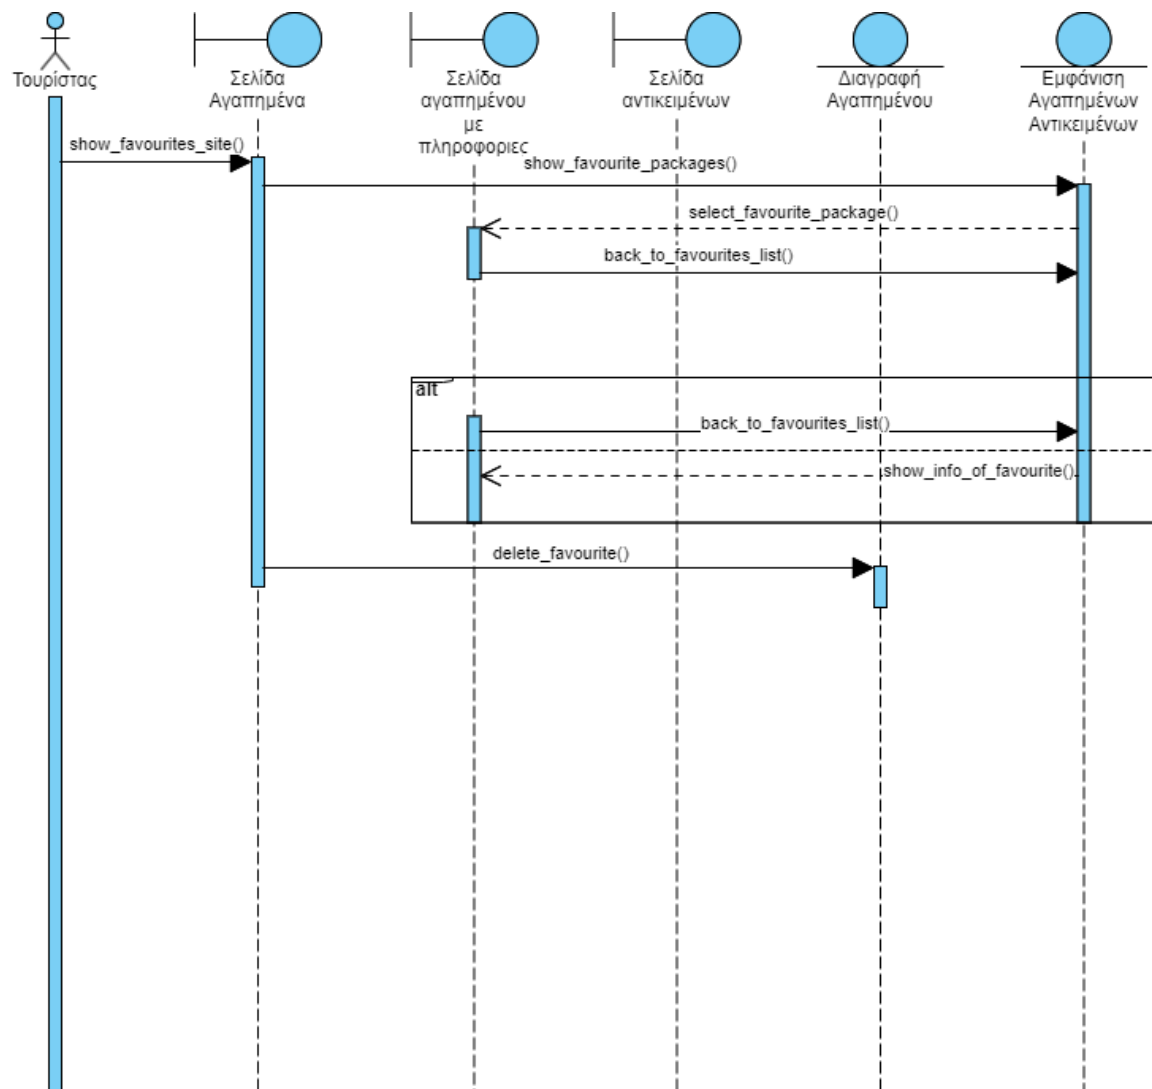 Τουρίστας
Σελίδα
Αγαπημένα
Σελίδα
αγαπημένου
με
πληροφοριες
Σελίδα
αντικειμένων
Διαγραφή
Αγαπημένου
Εμφάνιση
Αγαπημένων
Αντικειμένων
show_favourites_site()
show_favourite_packages()
select_favourite_package()
back_to_favourites_list()
alt
back_to_favourites_list()
show_info_of_favourite()
delete_favourite()